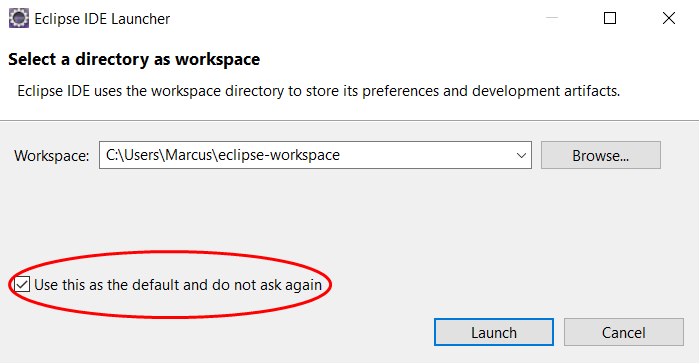 Eclipse IDE Launcher
Select a directory as workspace
Eclipse IDE uses the workspace directory to store its preferences and development artifacts.
Workspace: C:\Users\Marcus\eclipse-workspace Browse...
Use this as the default and do not ask again
Launch Cancel